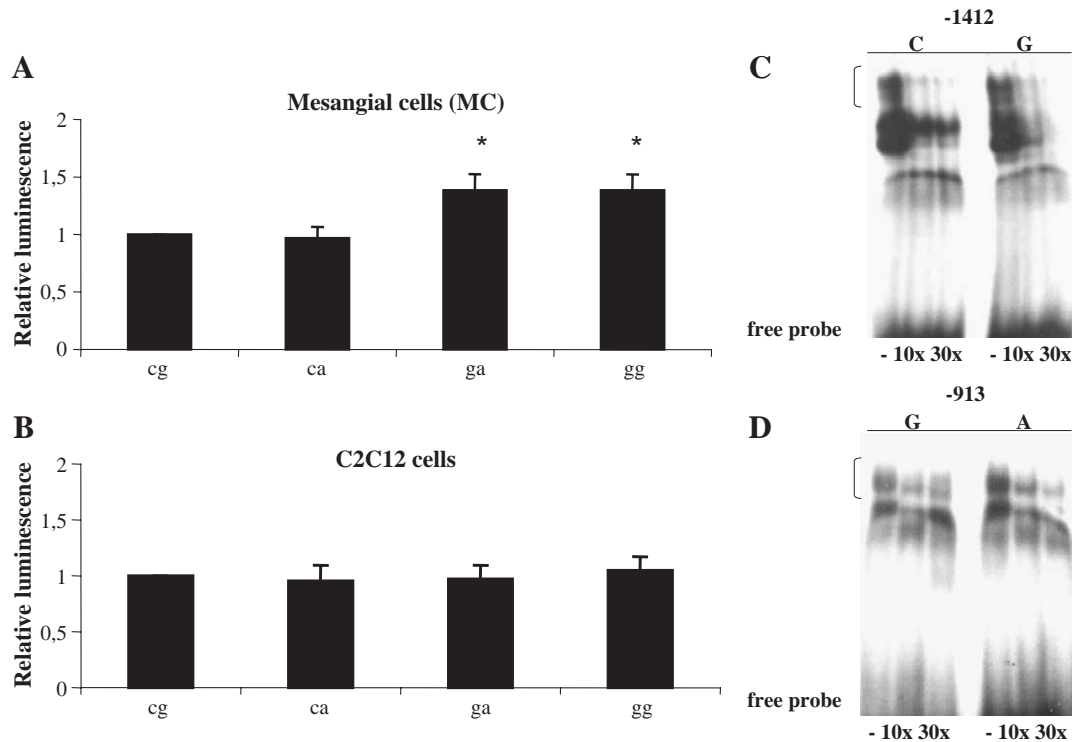 A
Mesangial cells (MC)
Relative luminescence
2
1,5
1
0,5
0
*
*
cg
ca
ga
gg
B
C2C12 cells
Relative luminescence
2
1,5
1
0,5
0
cg
ca
ga
gg
C
-1412
C
G
free probe
- 10x 30x
- 10x 30x
D
-913
G
A
free probe
- 10x 30x
- 10x 30x